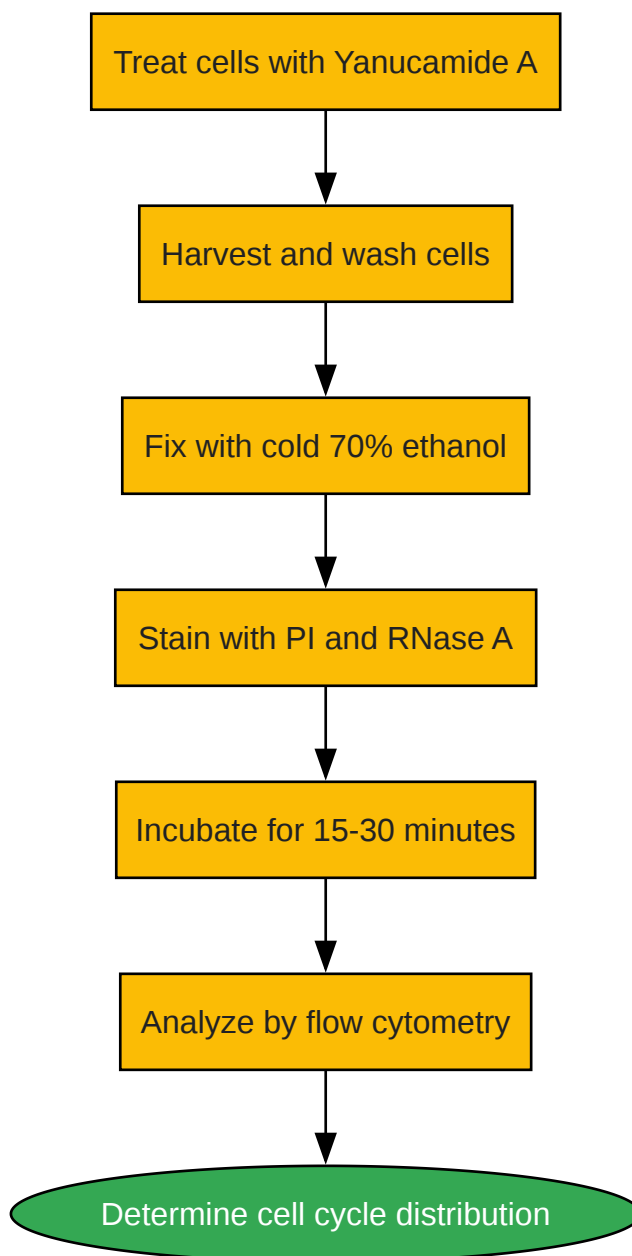 Treat cells with Yanucamide A
Harvest and wash cells
Fix with cold 70% ethanol
Stain with PI and RNase A
Incubate for 15-30 minutes
Analyze by flow cytometry
Determine cell cycle distribution